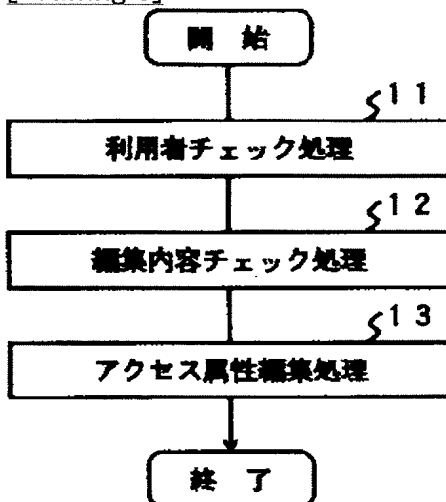 開 始
11
利用者チェック処理
12
編集内容チェック処理
13
アクセス属性編集処理
終 了